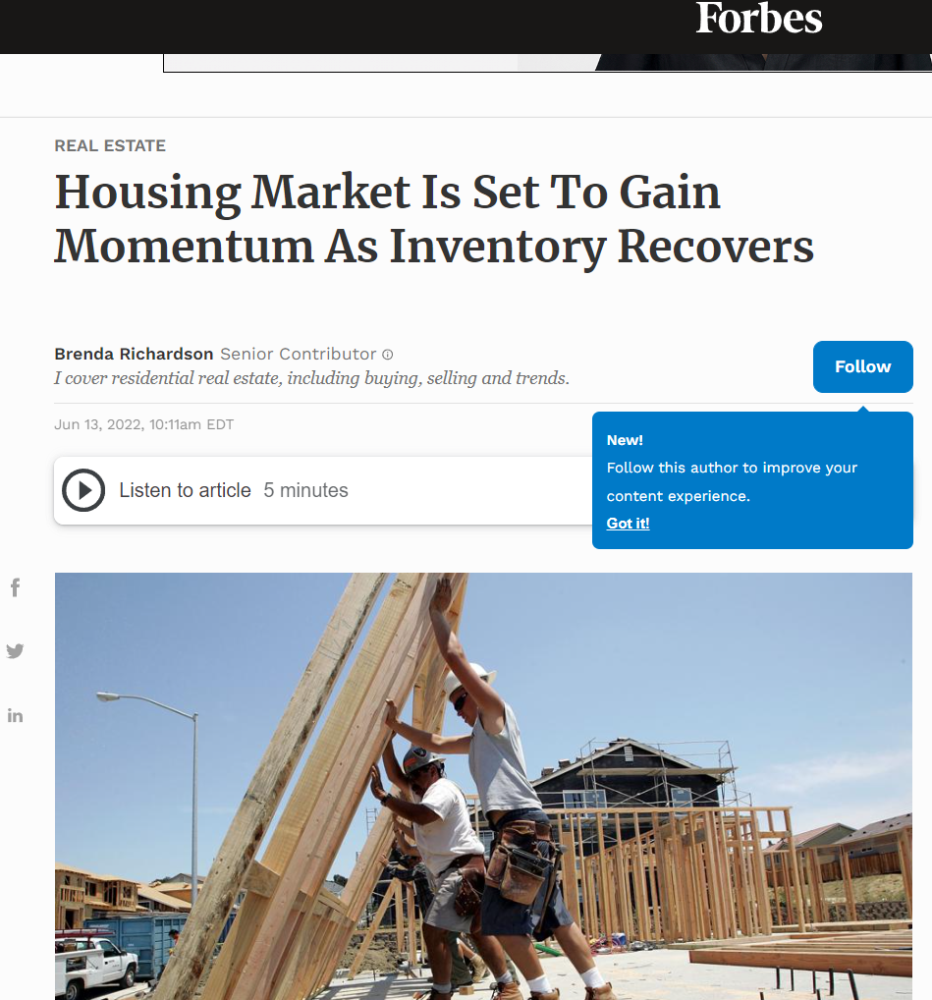 Forbes
REAL ESTATE
Housing Market Is Set To Gain
Momentum As Inventory Recovers
Brenda Richardson Senior Contributor
I cover residential real estate, including buying, selling and trends.
Follow
Jun 13, 2022, 10:11am EDT
New!
Follow this author to improve your
content experience.
Got it!
Listen to article 5 minutes